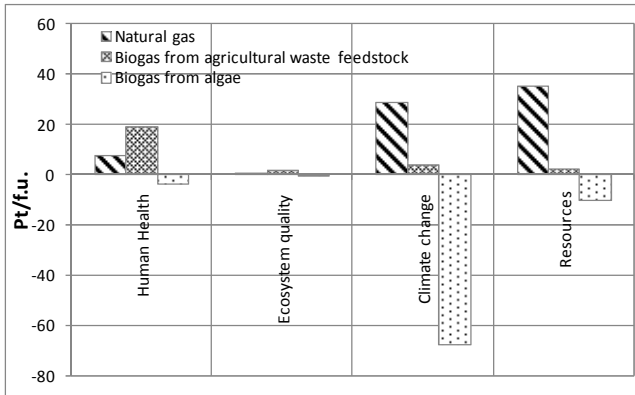 60
40
20
0
-20
-40
-60
-80
Pt/f.u.
Natural gas
Biogas from agricultural waste feedstock
Biogas from algae
Human Health
Ecosystem quality
Climate change
Resources